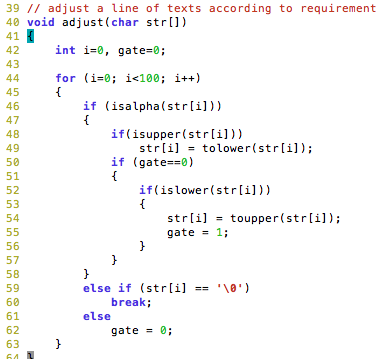 39 // adjust a line of texts according to requirement
40 void adjust(char str[])
41 {
42     int i=0, gate=0;
43
44     for (i=0; i<100; i++)
45     {
46         if (isalpha(str[i]))
47         {
48             if(isupper(str[i]))
49                 str[i] = tolower(str[i]);
50             if (gate==0)
51             {
52                 if(islower(str[i]))
53                 {
54                     str[i] = toupper(str[i]);
55                     gate = 1;
56                 }
57             }
58         }
59         else if (str[i] == '\0')
60             break;
61         else
62             gate = 0;
63     }
64 }